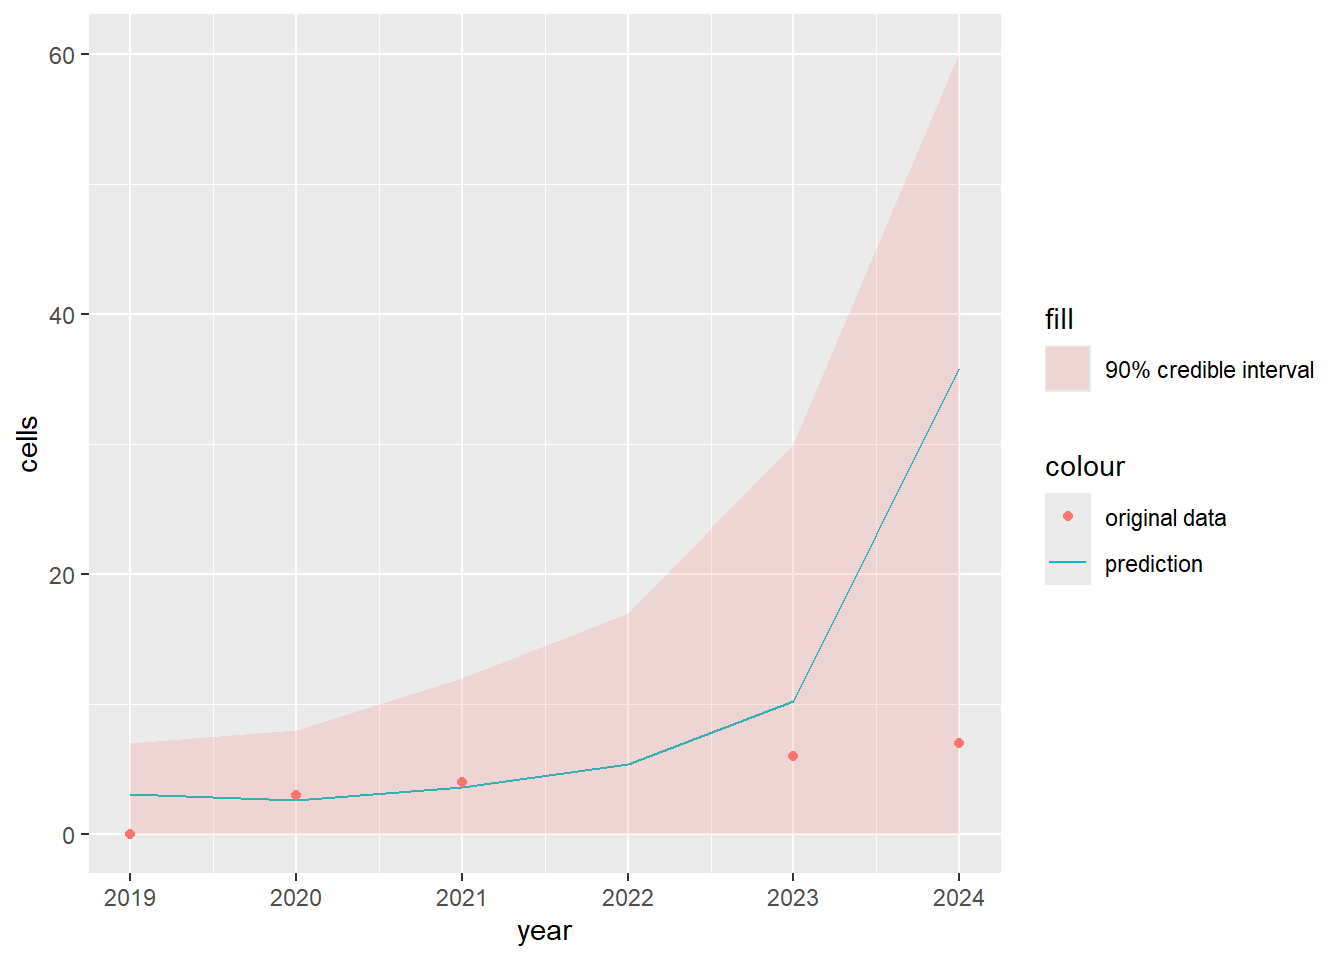 60
40
20
0
cells
2019 2020 2021 2022 2023 2024
year
fill
90% credible interval
colour
original data
prediction